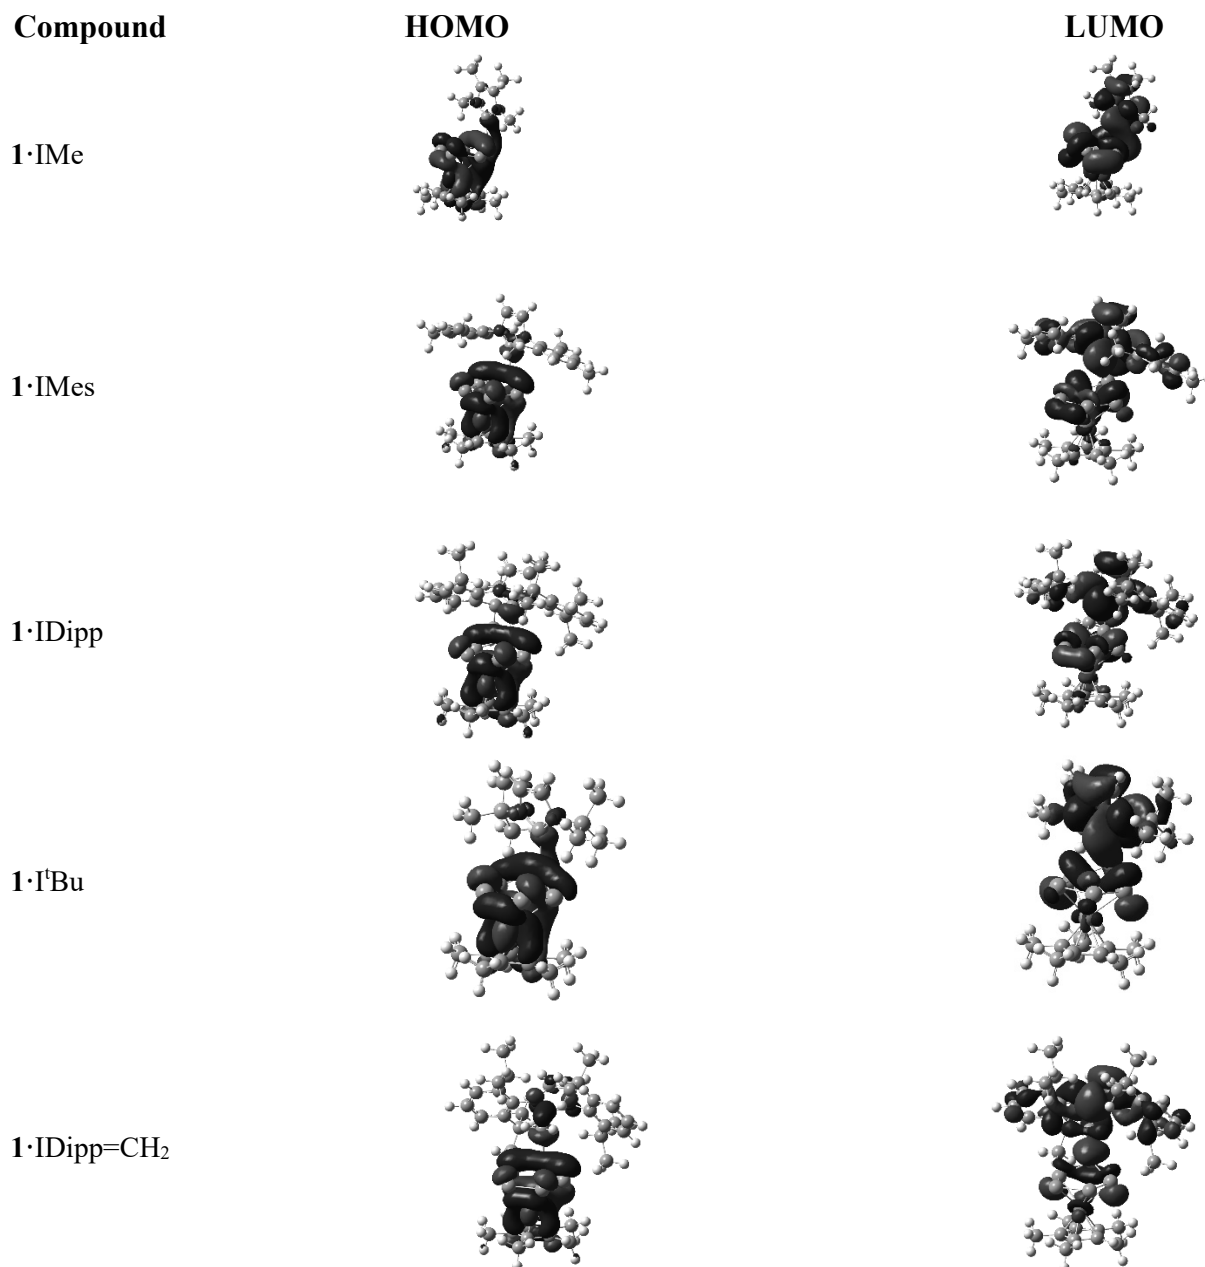 Compound HOMO LUMO
1·IMe
1·IMes
1·IDipp
1·IᵗBu
1·IDipp=CH₂